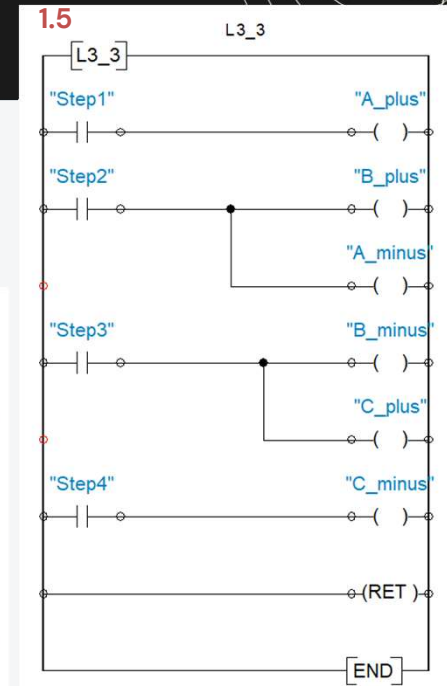 1.5
L3_3
L3_3
"Step1" "A_plus"
( )
"Step2" "B_plus"
( )
"A_minus"
( )
"Step3" "B_minus"
( )
"C_plus"
( )
"Step4" "C_minus"
( )
(RET )
END